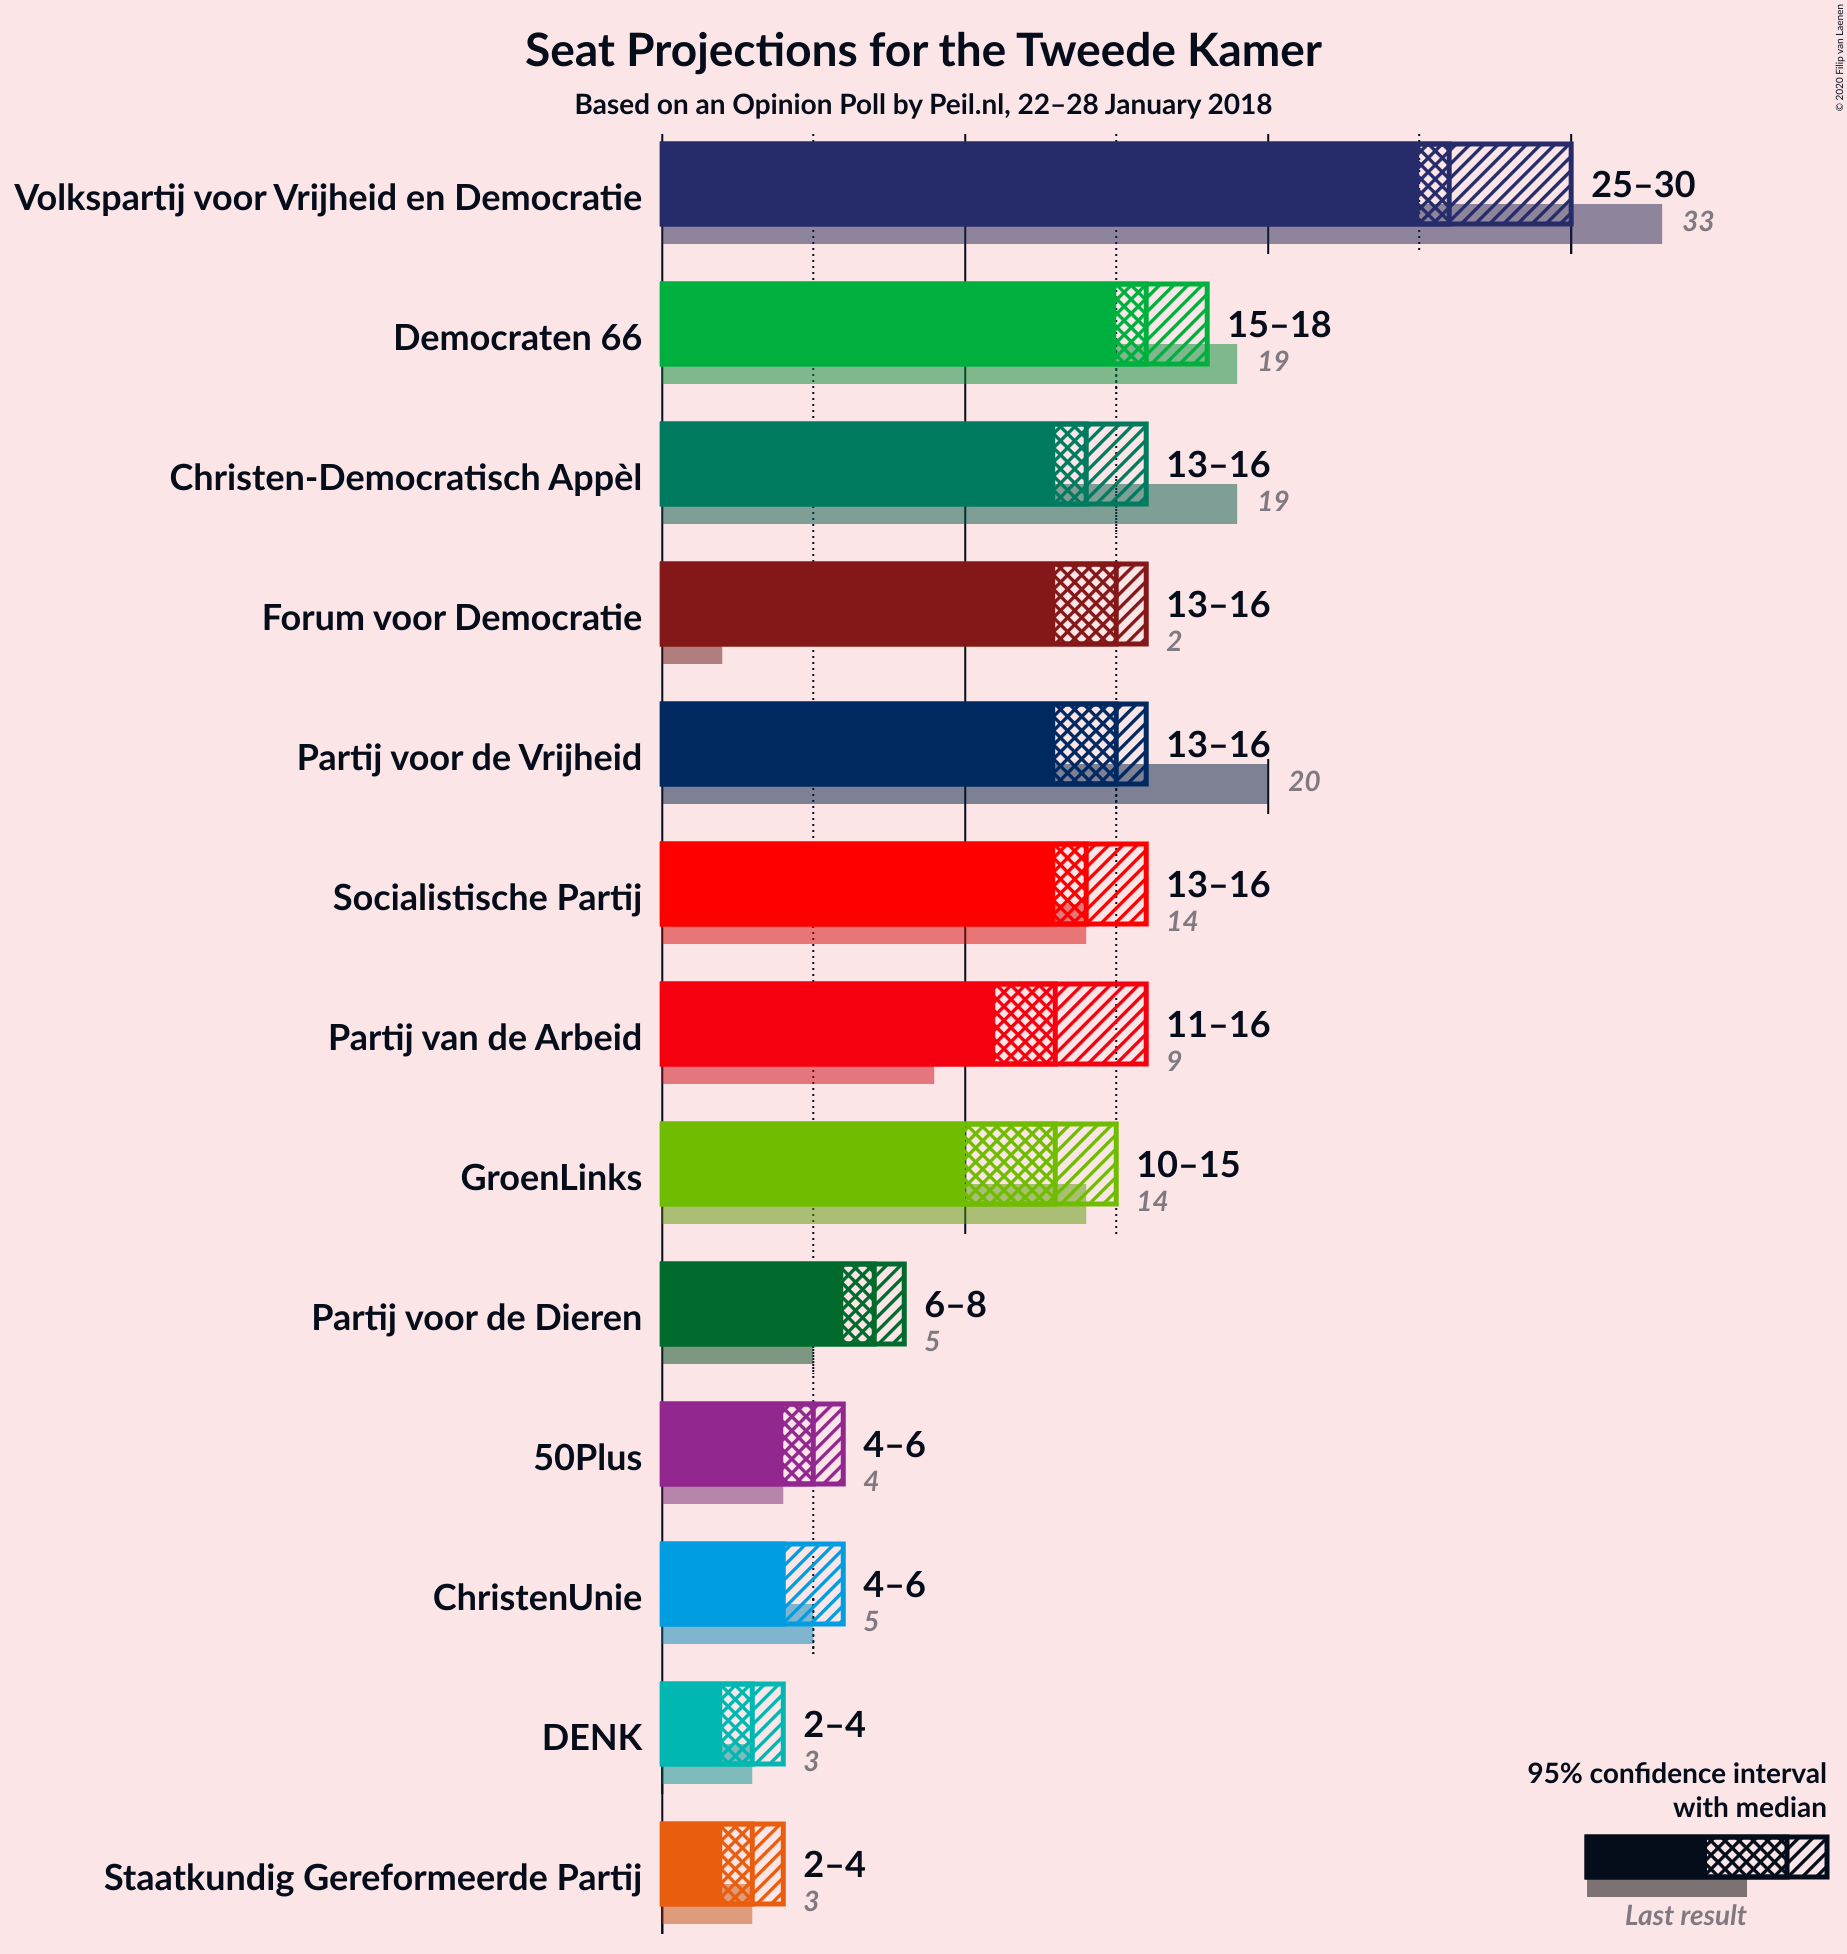 Seat Projections for the Tweede Kamer
Based on an Opinion Poll by Peil.nl, 22–28 January 2018
© 2020 Filip van Laenen
Volkspartij voor Vrijheid en Democratie
25–30
33
Democraten 66
15–18
19
Christen-Democratisch Appèl
13–16
19
Forum voor Democratie
13–16
2
Partij voor de Vrijheid
13–16
20
Socialistische Partij
13–16
14
Partij van de Arbeid
11–16
9
GroenLinks
10–15
14
Partij voor de Dieren
6–8
5
50Plus
4–6
4
ChristenUnie
4–6
5
DENK
2–4
3
Staatkundig Gereformeerde Partij
2–4
3
95% confidence interval
with median
Last result